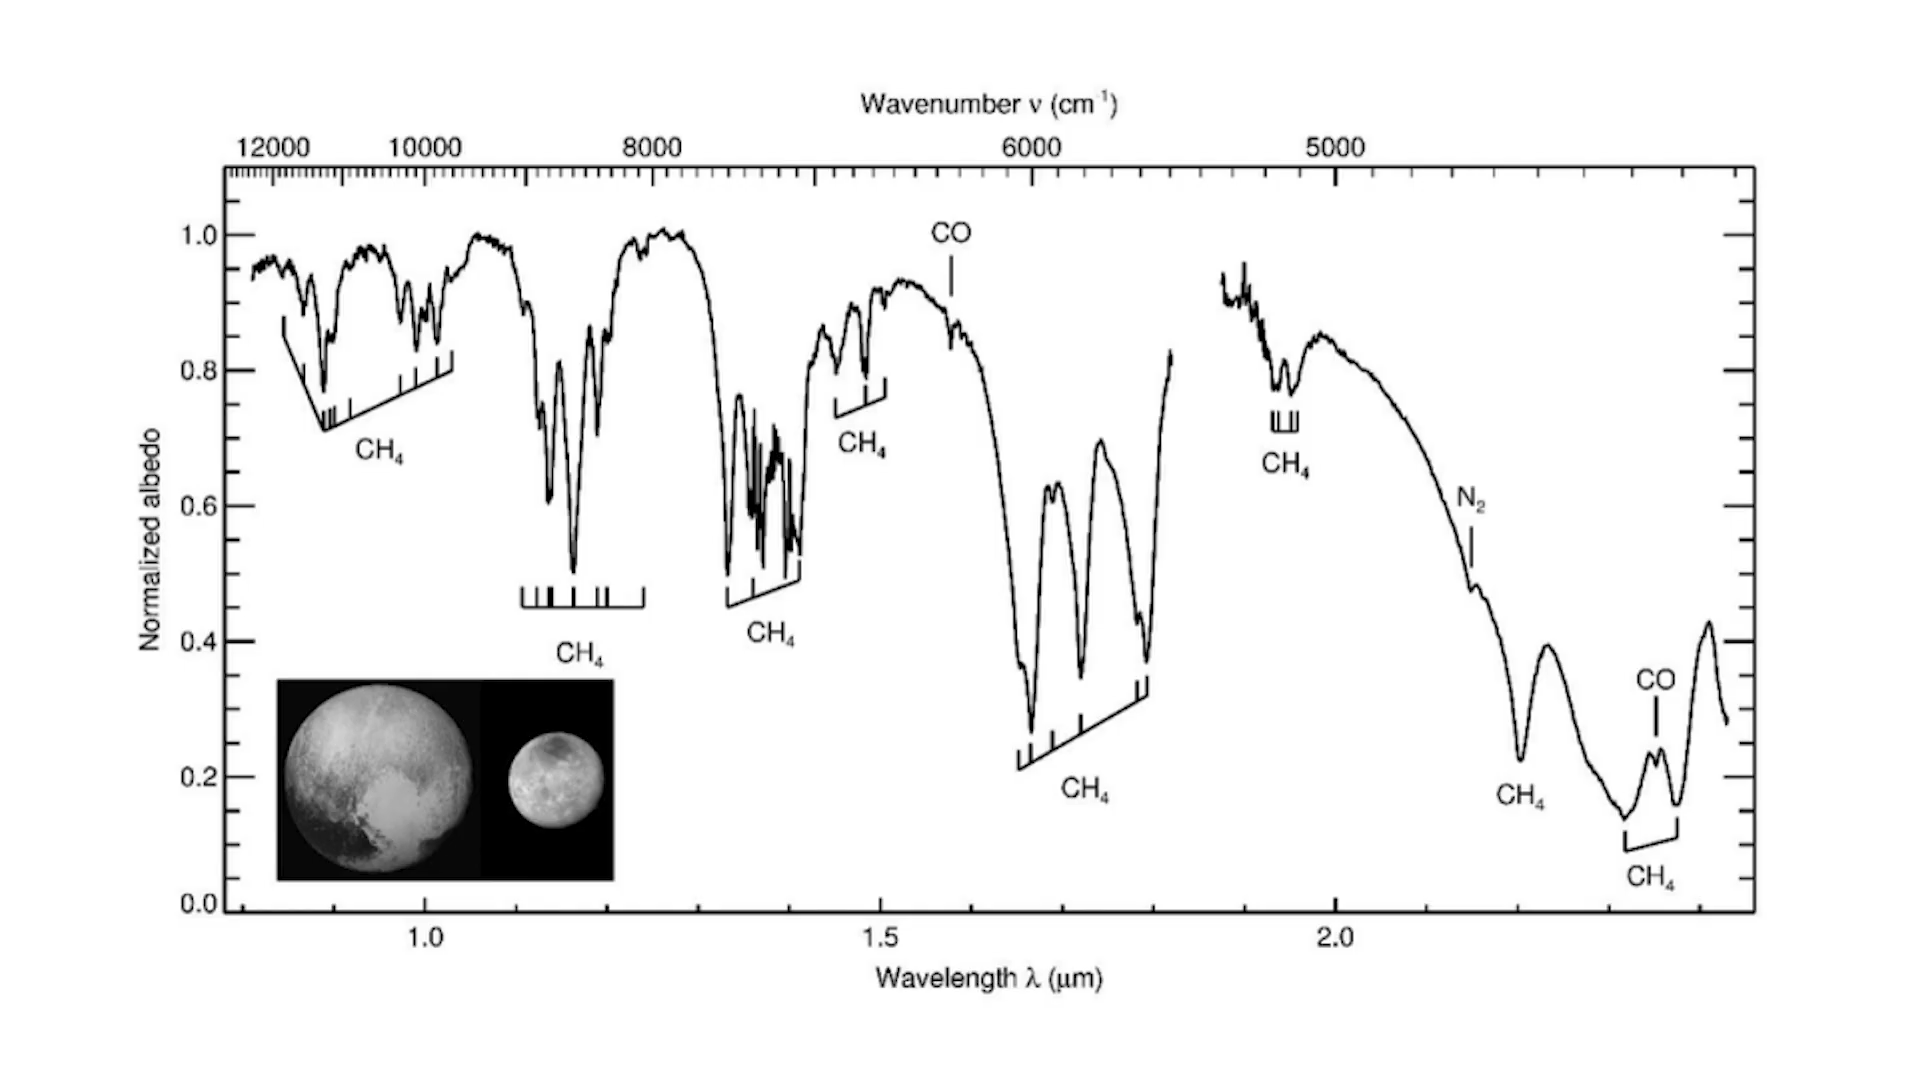 Wavenumber ν (cm⁻¹)
12000 10000 8000 6000 5000
1.0
0.8
0.6
0.4
0.2
0.0
Normalized albedo
CH₄
CH₄
CH₄
CH₄
CO
CH₄
CH₄
N₂
CH₄
CO
CH₄
1.0 1.5 2.0
Wavelength λ (μm)